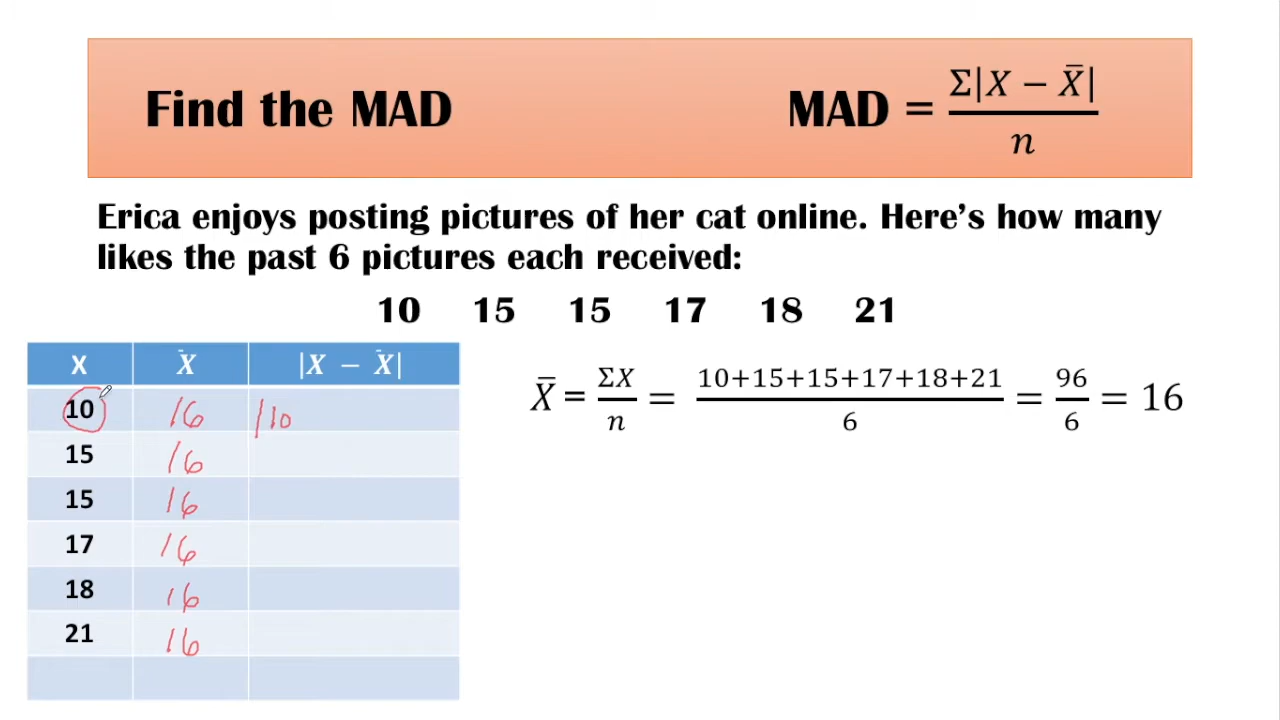 Find the MAD
MAD = Σ|X − X̄| / n
Erica enjoys posting pictures of her cat online. Here's how many
likes the past 6 pictures each received:
10 15 15 17 18 21
X X̄ |X − X̄|
10 16 |10
15 16
15 16
17 16
18 16
21 16
X̄ = ΣX / n = 10+15+15+17+18+21 / 6 = 96 / 6 = 16